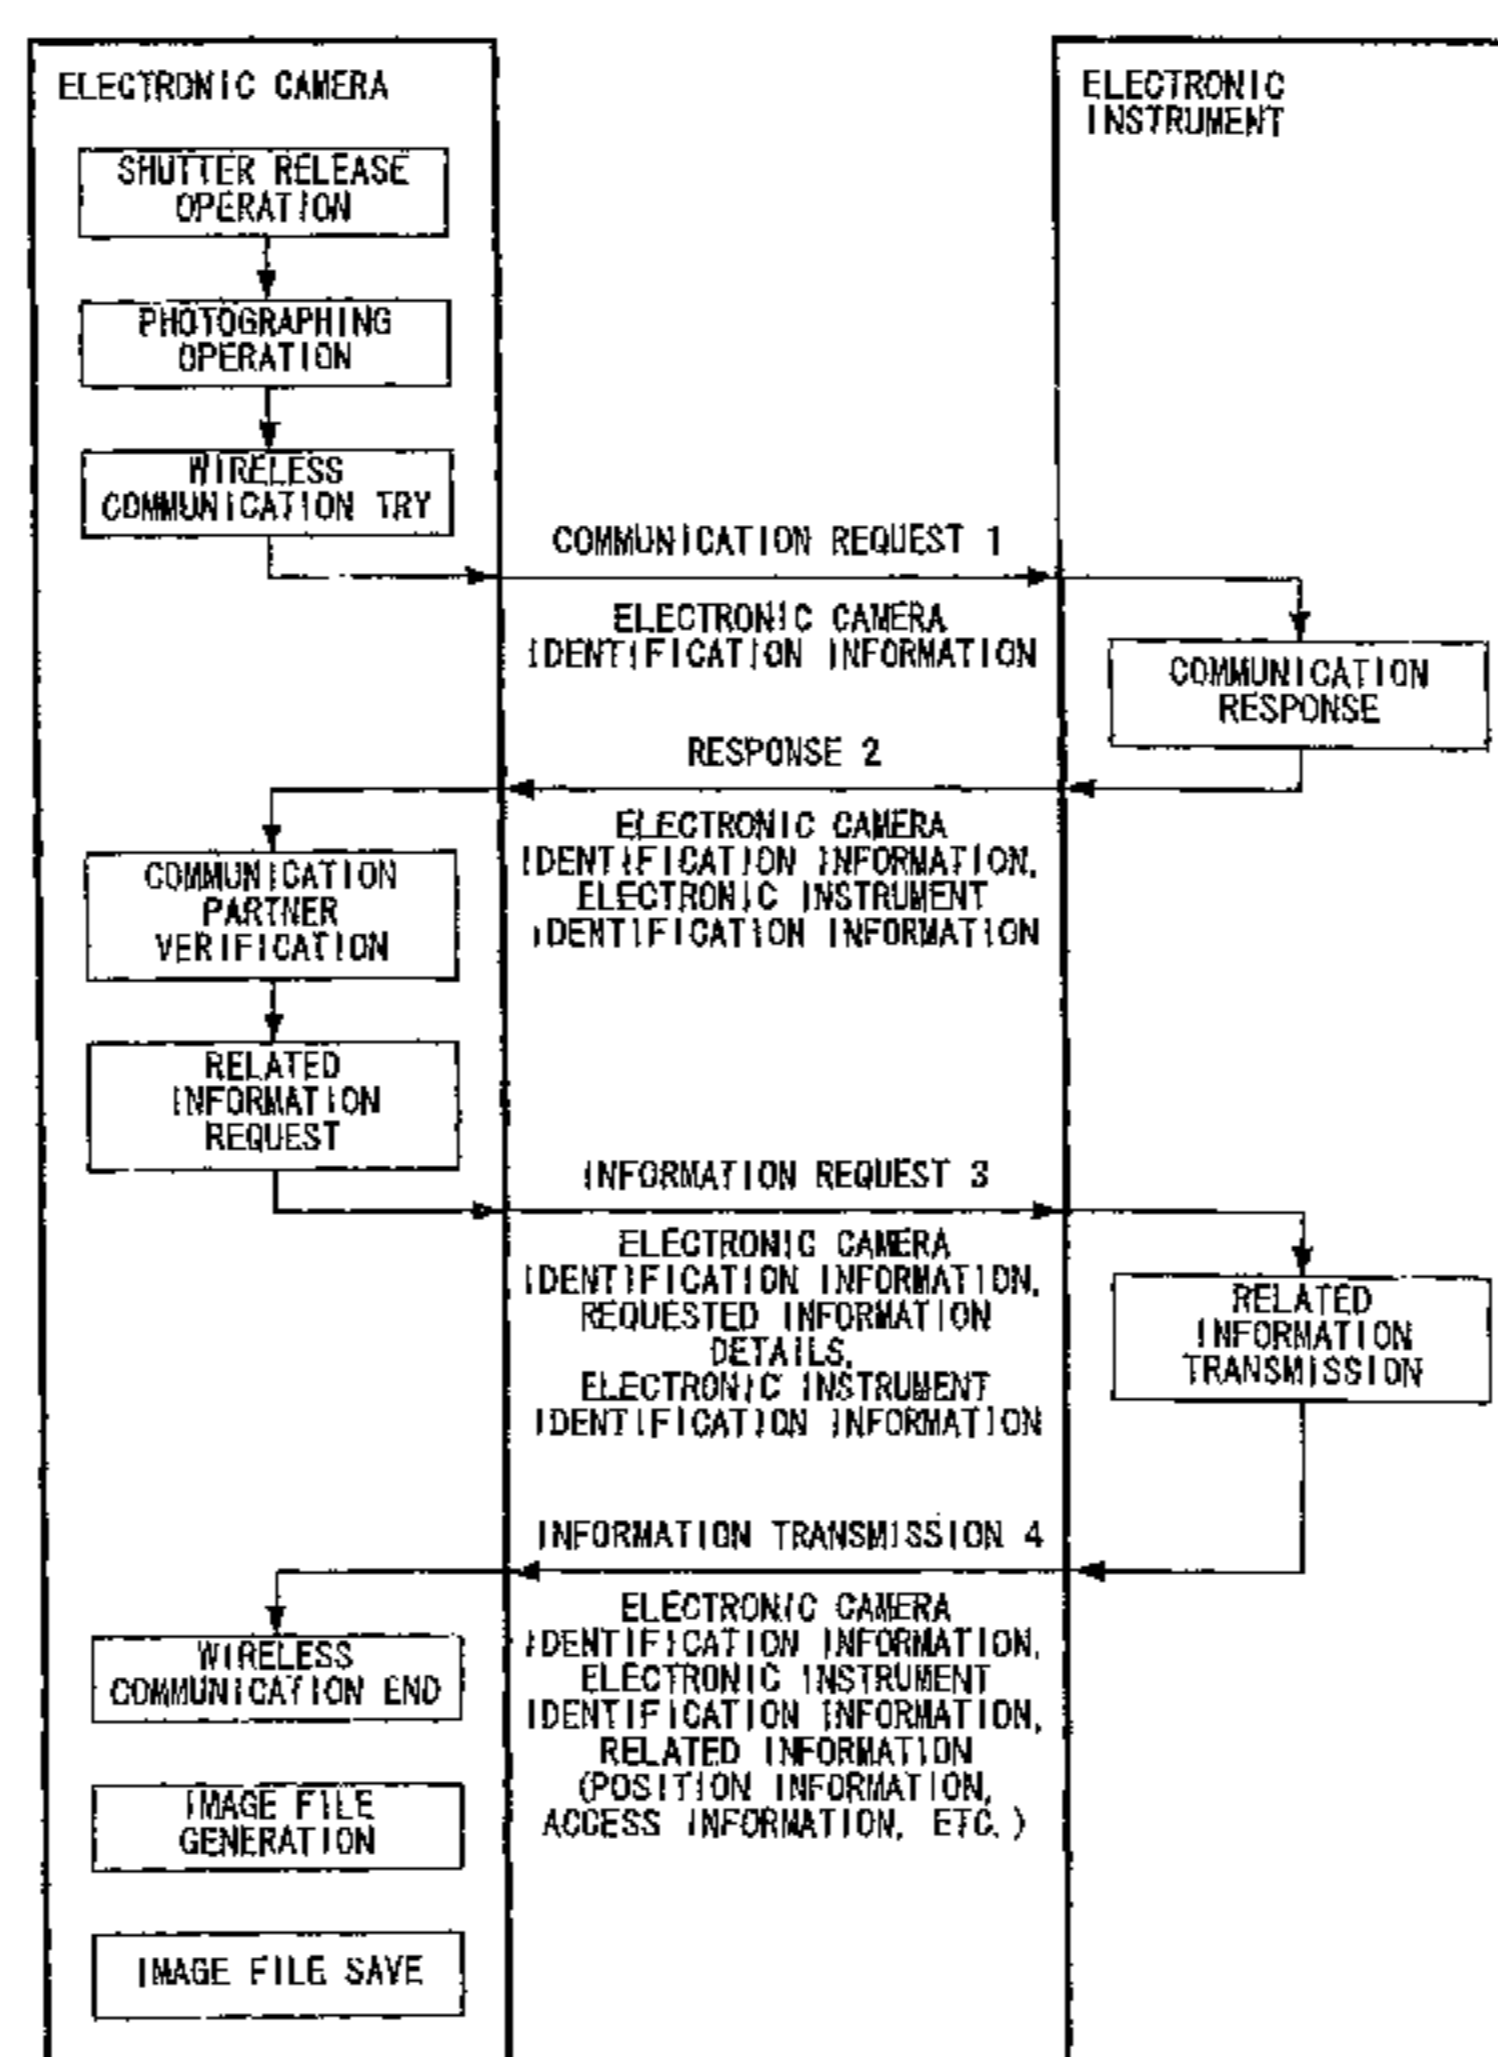 ELECTRONIC CAMERA
ELECTRONIC
INSTRUMENT
SHUTTER RELEASE
OPERATION
PHOTOGRAPHING
OPERATION
WIRELESS
COMMUNICATION TRY
COMMUNICATION REQUEST 1
ELECTRONIC CAMERA
IDENTIFICATION INFORMATION
COMMUNICATION
RESPONSE
RESPONSE 2
ELECTRONIC CAMERA
IDENTIFICATION INFORMATION,
ELECTRONIC INSTRUMENT
IDENTIFICATION INFORMATION
COMMUNICATION
PARTNER
VERIFICATION
RELATED
INFORMATION
REQUEST
INFORMATION REQUEST 3
ELECTRONIC CAMERA
IDENTIFICATION INFORMATION,
REQUESTED INFORMATION
DETAILS,
ELECTRONIC INSTRUMENT
IDENTIFICATION INFORMATION
RELATED
INFORMATION
TRANSMISSION
INFORMATION TRANSMISSION 4
ELECTRONIC CAMERA
IDENTIFICATION INFORMATION,
ELECTRONIC INSTRUMENT
IDENTIFICATION INFORMATION,
RELATED INFORMATION
(POSITION INFORMATION,
ACCESS INFORMATION, ETC.)
WIRELESS
COMMUNICATION END
IMAGE FILE
GENERATION
IMAGE FILE SAVE